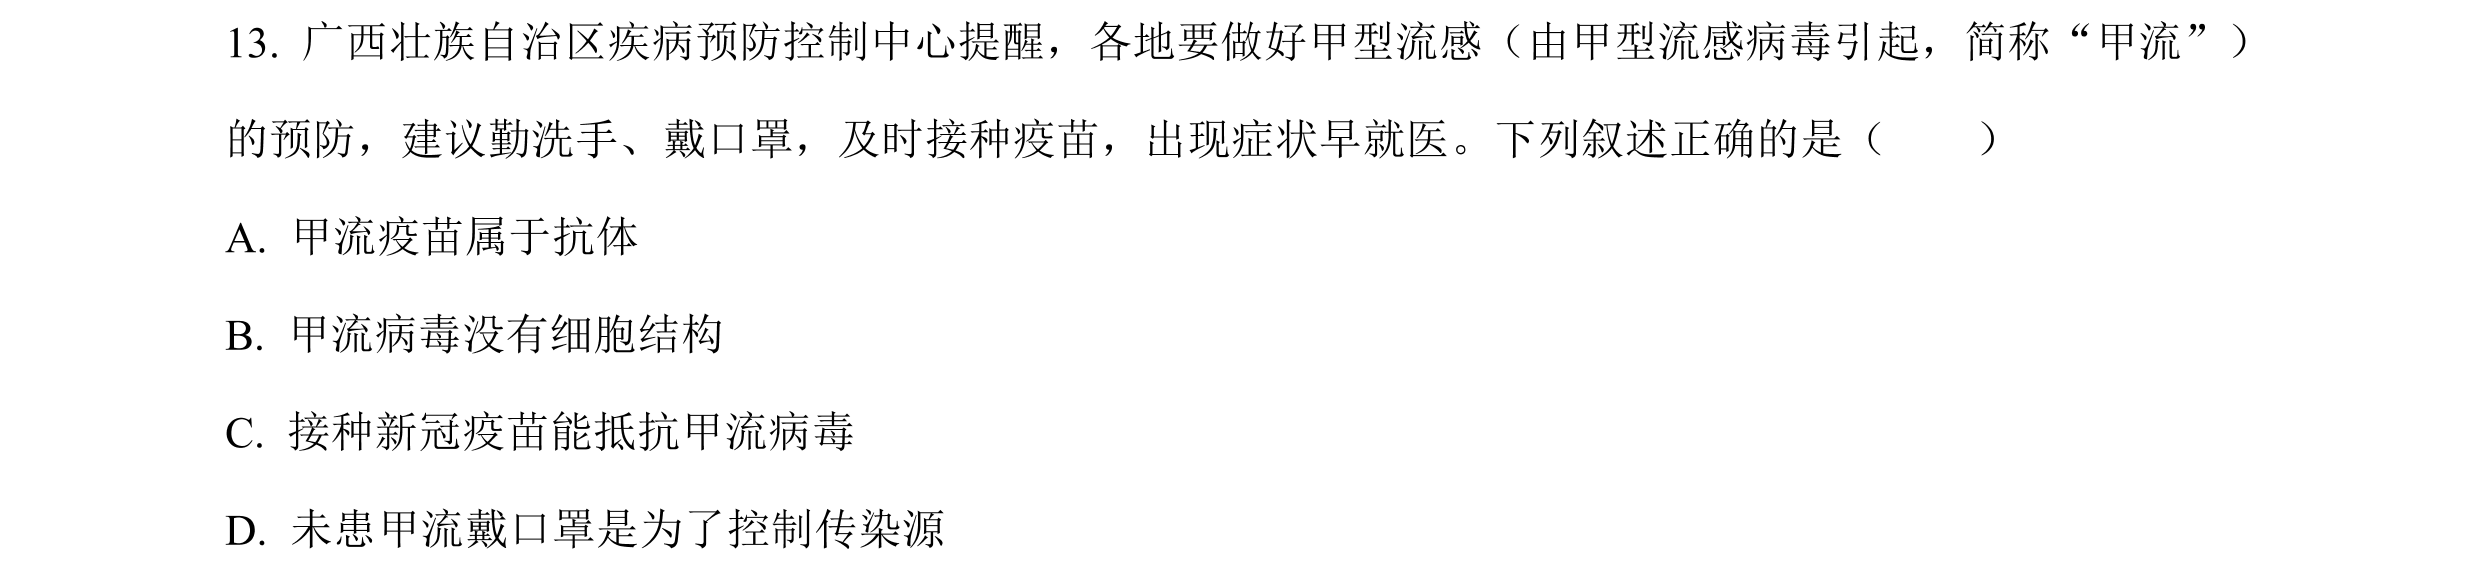 13. 广西壮族自治区疾病预防控制中心提醒，各地要做好甲型流感（由甲型流感病毒引起，简称“甲流”）
的预防，建议勤洗手、戴口罩，及时接种疫苗，出现症状早就医。下列叙述正确的是（　　）
A. 甲流疫苗属于抗体
B. 甲流病毒没有细胞结构
C. 接种新冠疫苗能抵抗甲流病毒
D. 未患甲流戴口罩是为了控制传染源